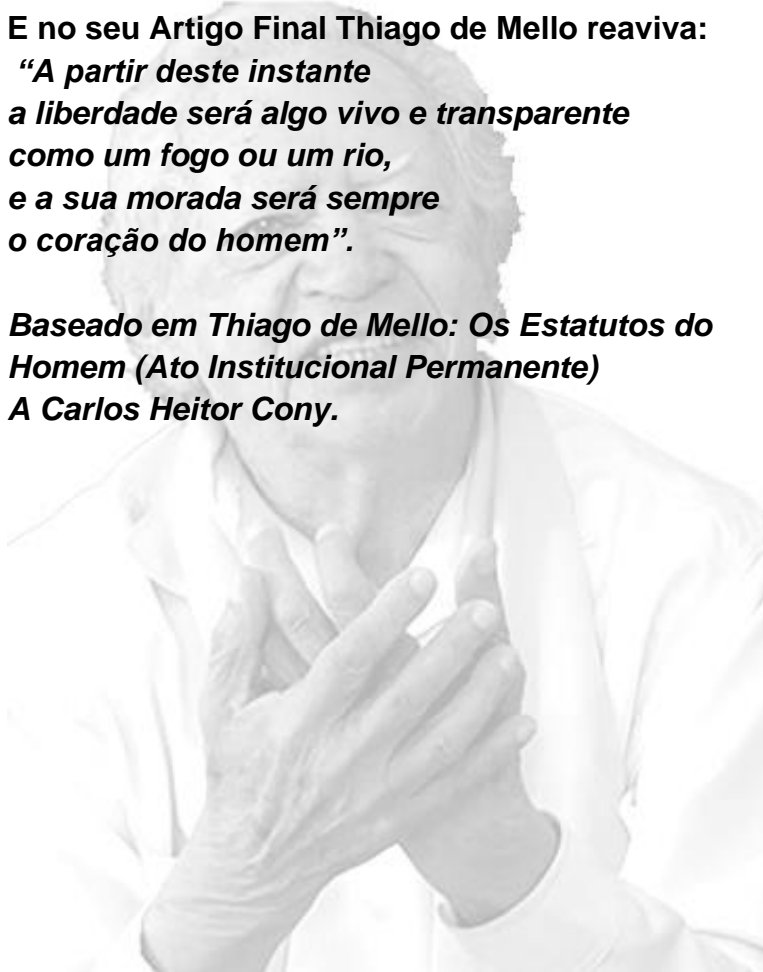 E no seu Artigo Final Thiago de Mello reaviva:
“A partir deste instante
a liberdade será algo vivo e transparente
como um fogo ou um rio,
e a sua morada será sempre
o coração do homem”.
Baseado em Thiago de Mello: Os Estatutos do
Homem (Ato Institucional Permanente)
A Carlos Heitor Cony.